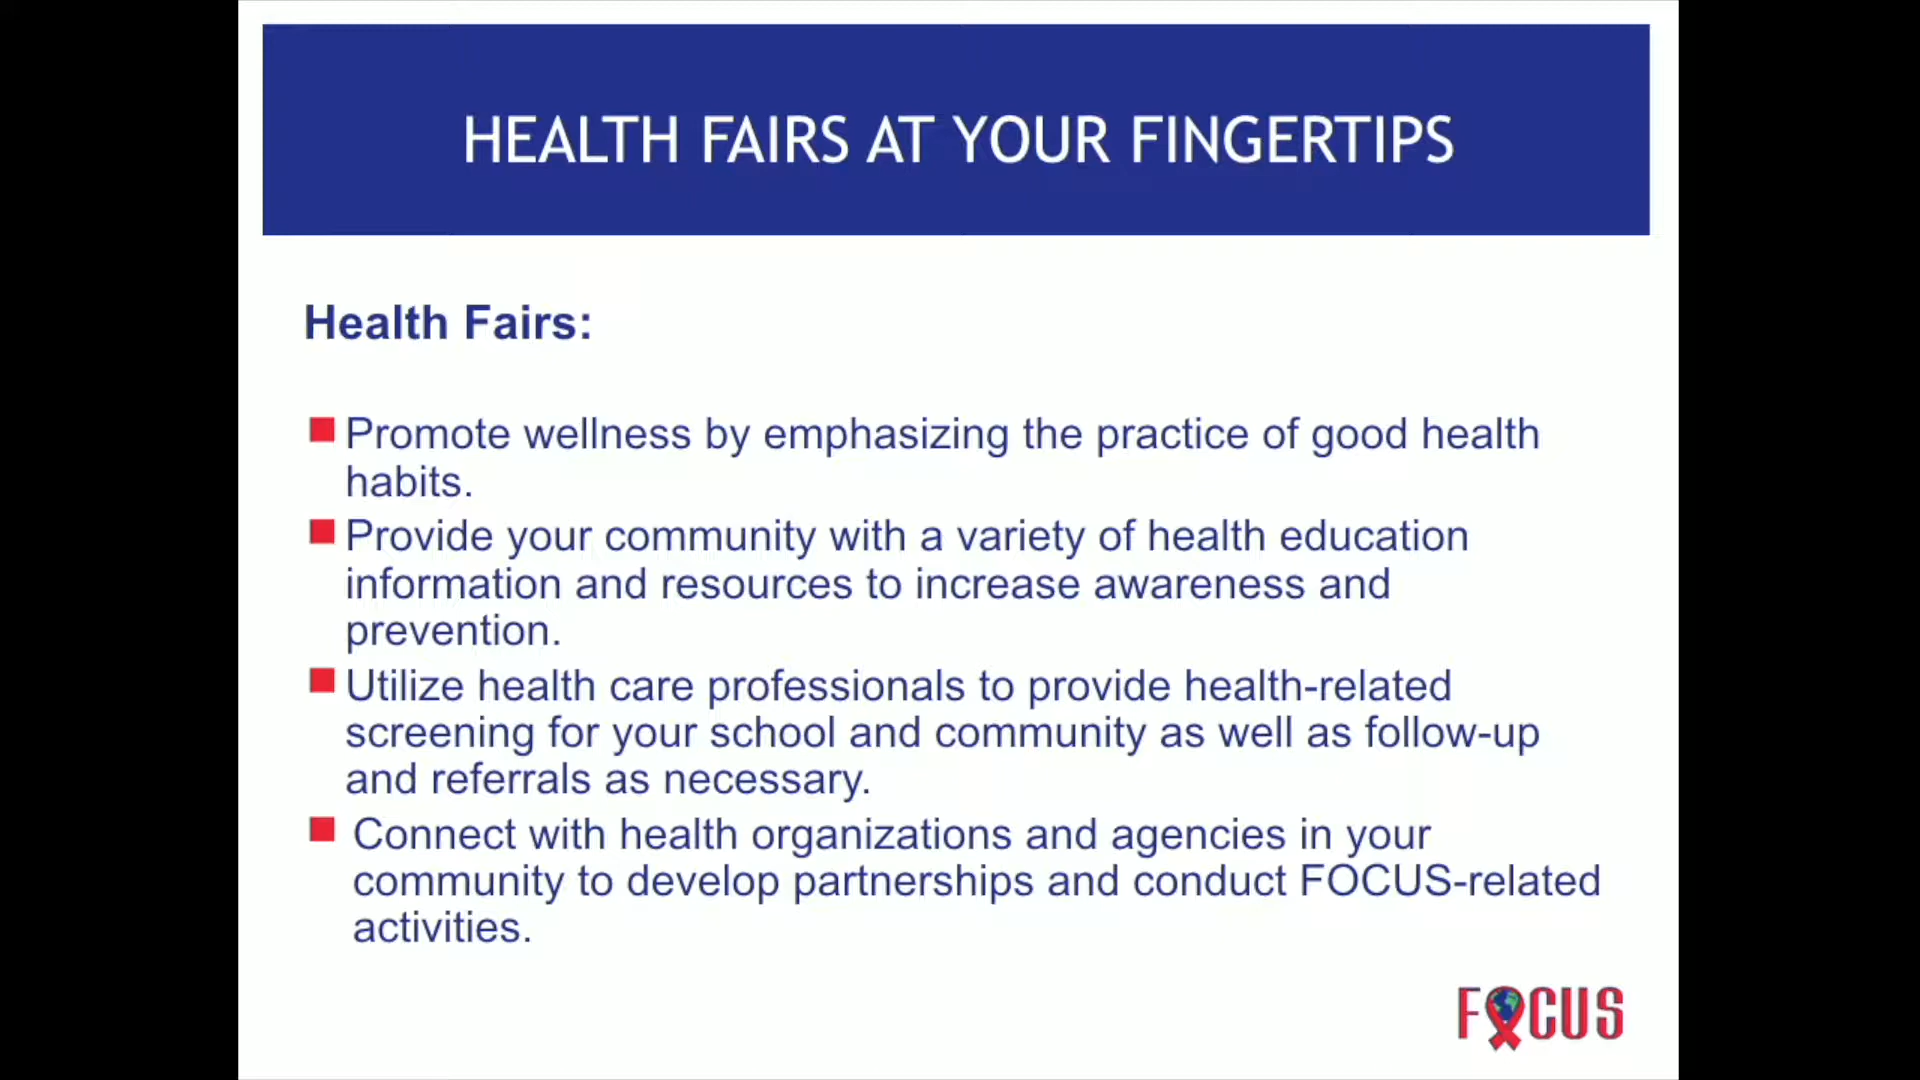 HEALTH FAIRS AT YOUR FINGERTIPS
Health Fairs:
Promote wellness by emphasizing the practice of good health
habits.
Provide your community with a variety of health education
information and resources to increase awareness and
prevention.
Utilize health care professionals to provide health-related
screening for your school and community as well as follow-up
and referrals as necessary.
Connect with health organizations and agencies in your
community to develop partnerships and conduct FOCUS-related
activities.
FOCUS